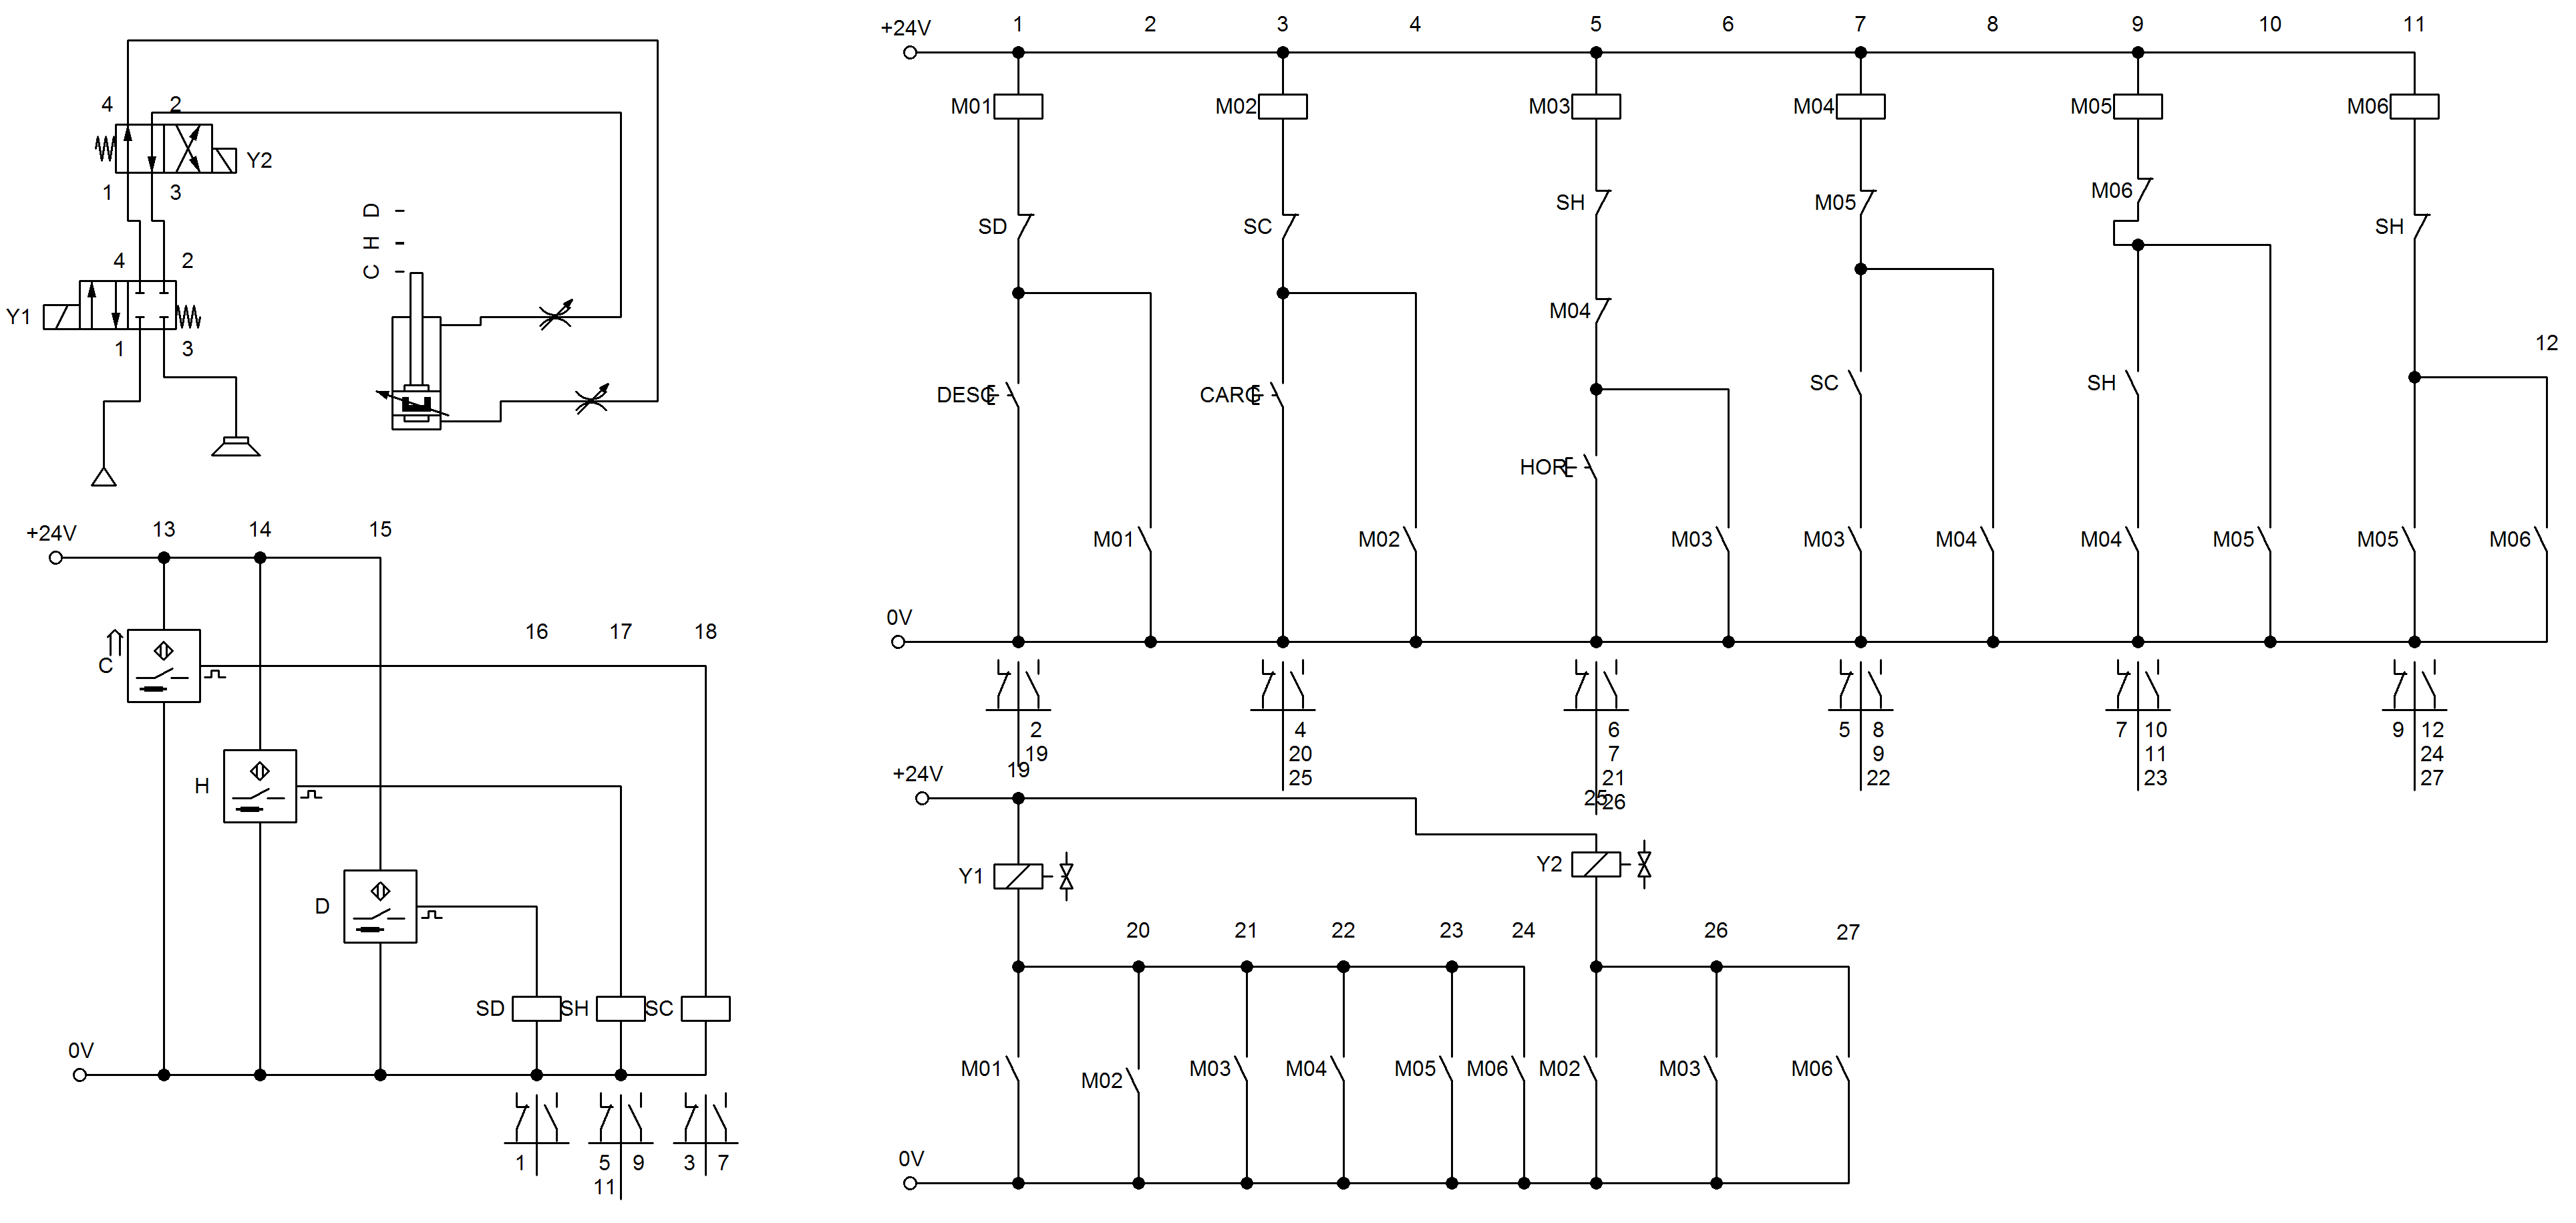 +24V 1 2 3 4 5 6 7 8 9 10 11
4 2
M01 M02 M03 M04 M05 M06
Y2
1 3
D
H
C
SD SC SH M05 M06 SH
4 2
Y1
1 3
M04
12
DESC CARG SC SH
HOR
M01 M02 M03 M03 M04 M04 M05 M05 M06
0V
+24V 13 14 15
16 17 18
C
H
D
SD SH SC
0V
1 5 9 3 7
11
2 4 6 5 8 7 10 9 12
19 20 7 9 11 24
25 21 22 23 27
26
+24V 19 25
Y1 Y2
20 21 22 23 24 26 27
M01 M02 M03 M04 M05 M06 M02 M03 M06
0V